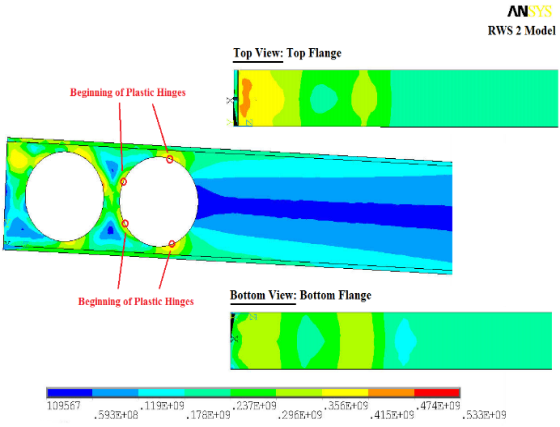 ANSYS
RWS 2 Model
Top View: Top Flange
Beginning of Plastic Hinges
Beginning of Plastic Hinges
Bottom View: Bottom Flange
109567 .119E+09 .237E+09 .356E+09 .474E+09
.593E+08 .178E+09 .296E+09 .415E+09 .533E+09